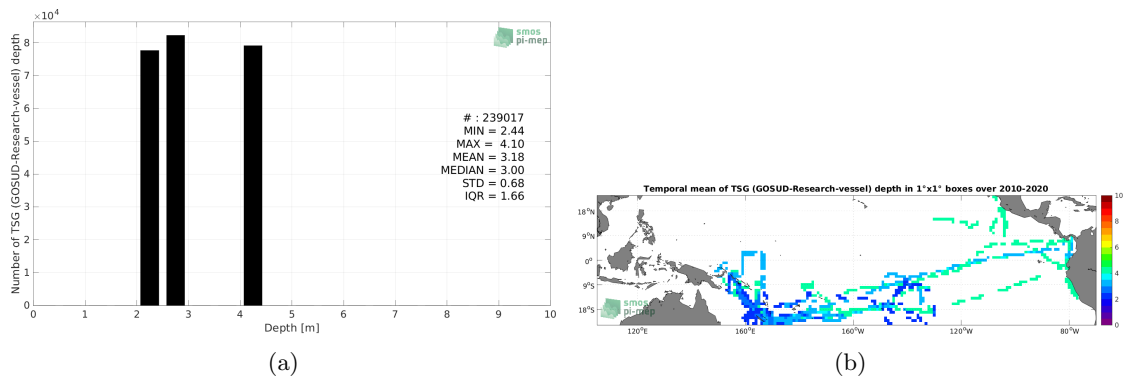 ×10⁴
8
7
6
5
4
3
2
1
0
Number of TSG (GOSUD-Research-vessel) depth
smos
pi-mep
# : 239017
MIN = 2.44
MAX = 4.10
MEAN = 3.18
MEDIAN = 3.00
STD = 0.68
IQR = 1.66
0 1 2 3 4 5 6 7 8 9 10
Depth [m]
(a)
Temporal mean of TSG (GOSUD-Research-vessel) depth in 1°x1° boxes over 2010-2020
18°N
9°N
0°
9°S
18°S
smos
pi-mep
120°E 160°E 160°W 120°W 80°W
10
8
6
4
2
0
(b)